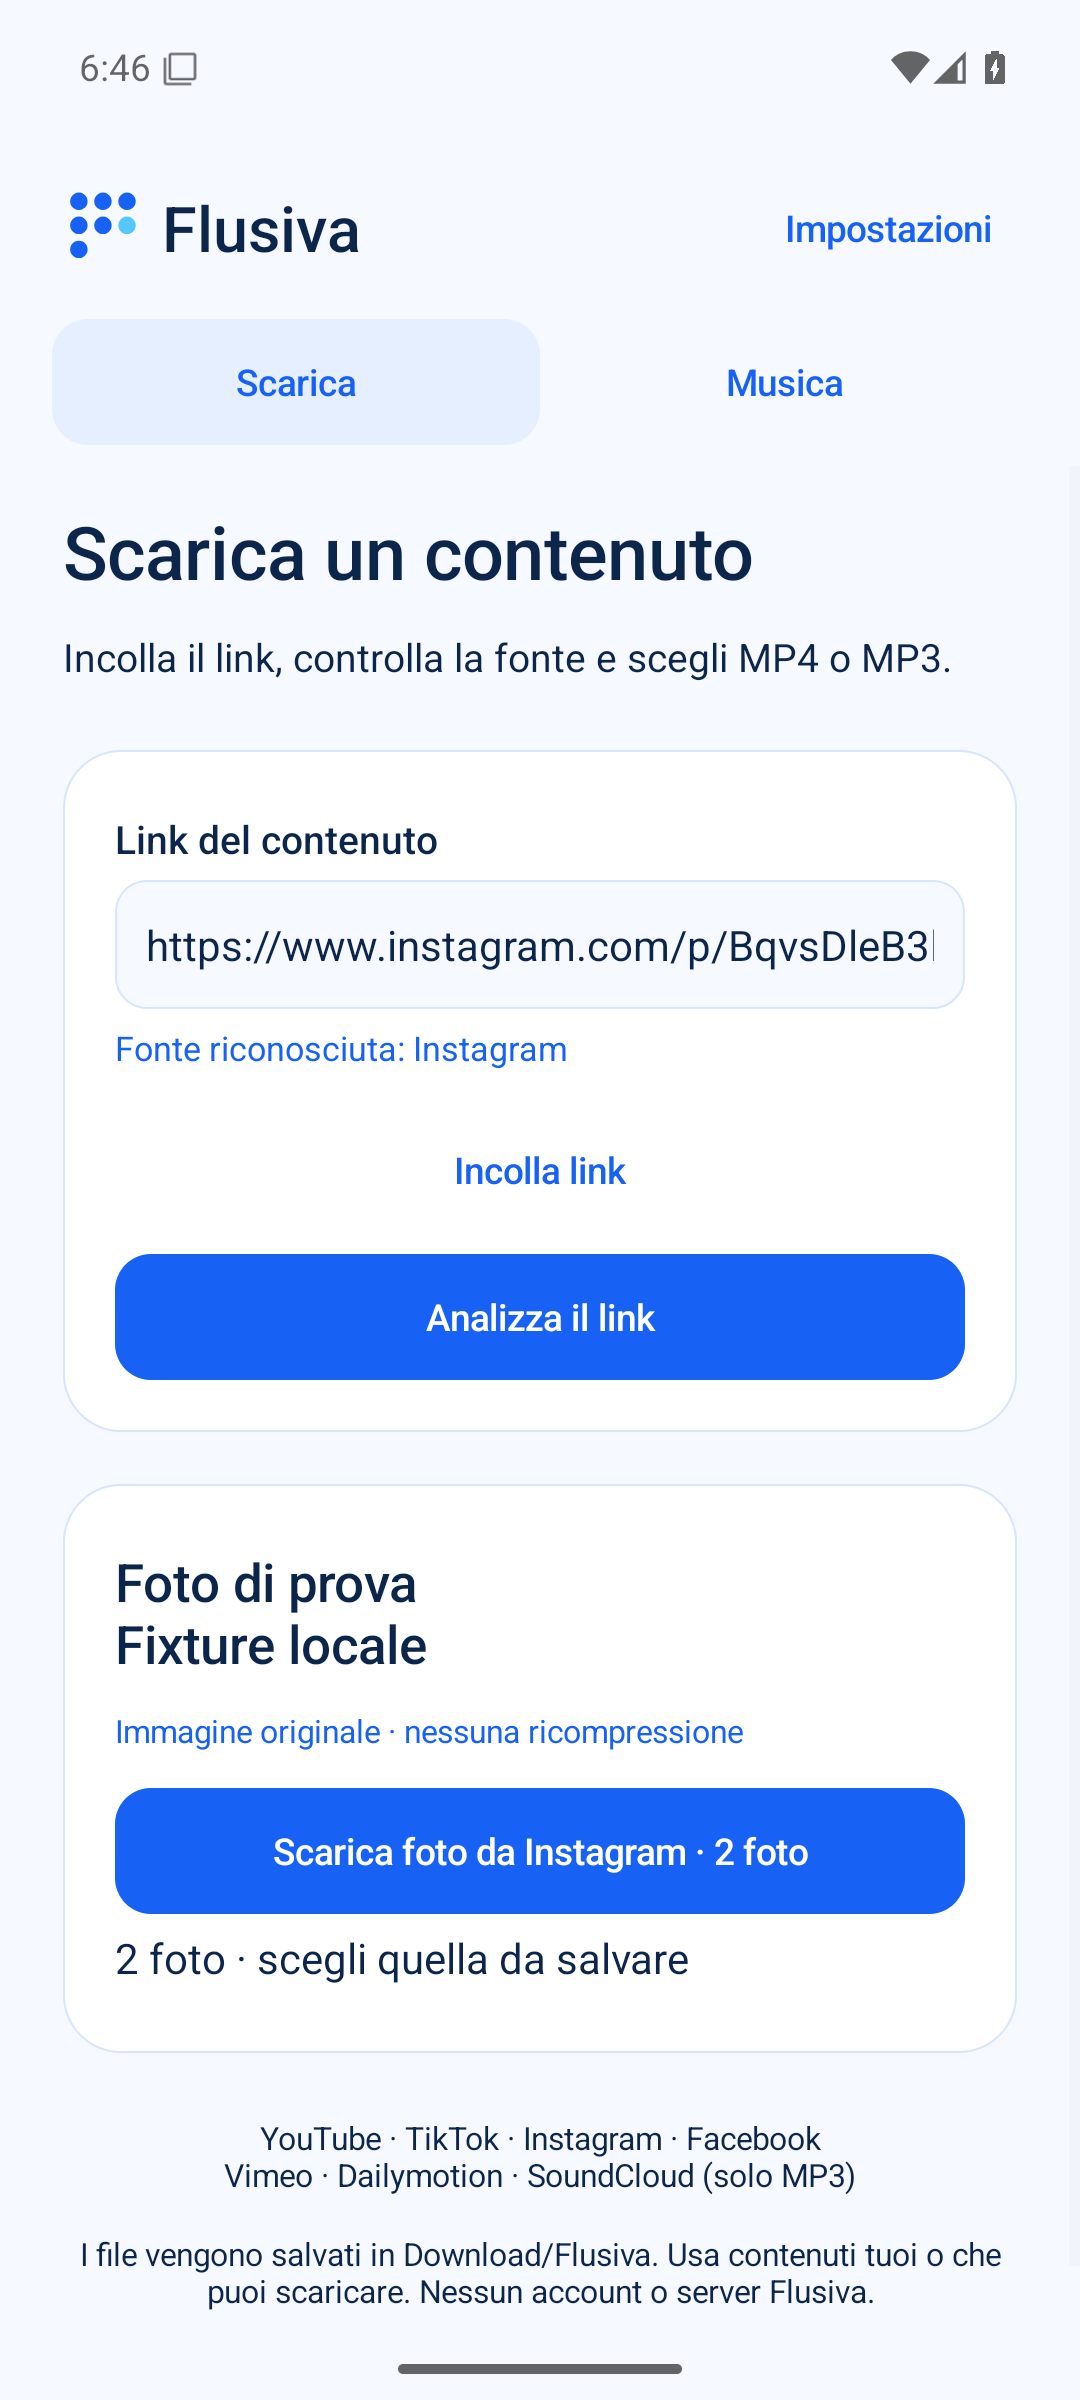 6:46
Flusiva
Impostazioni
Scarica
Musica
Scarica un contenuto
Incolla il link, controlla la fonte e scegli MP4 o MP3.
Link del contenuto
https://www.instagram.com/p/BqvsDleB3
Fonte riconosciuta: Instagram
Incolla link
Analizza il link
Foto di prova
Fixture locale
Immagine originale · nessuna ricompressione
Scarica foto da Instagram · 2 foto
2 foto · scegli quella da salvare
YouTube · TikTok · Instagram · Facebook
Vimeo · Dailymotion · SoundCloud (solo MP3)
I file vengono salvati in Download/Flusiva. Usa contenuti tuoi o che
puoi scaricare. Nessun account o server Flusiva.